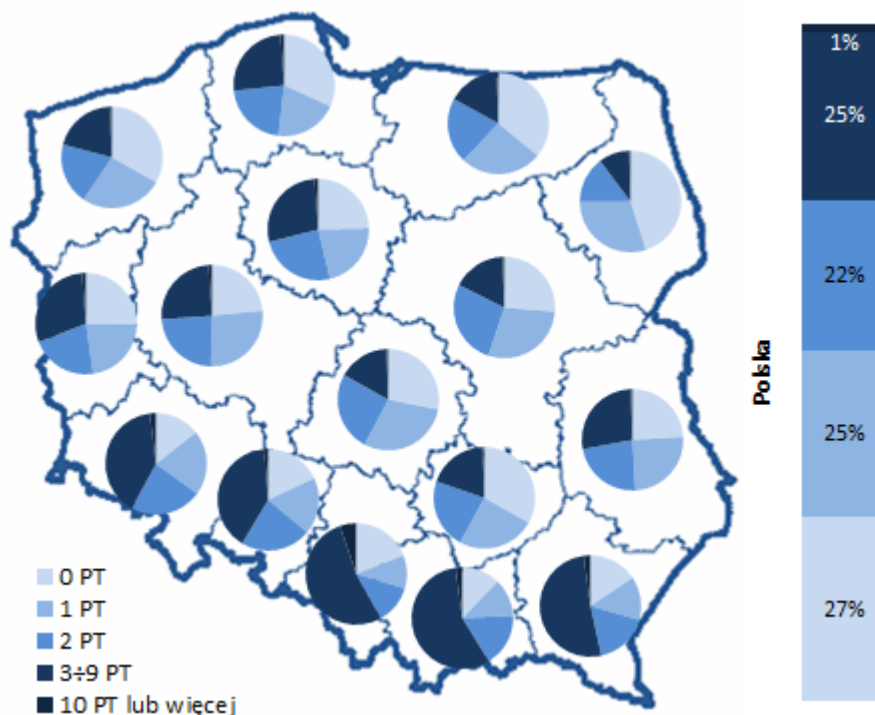 0 PT
1 PT
2 PT
3÷9 PT
10 PT lub więcej
Polska
1%
25%
22%
25%
27%